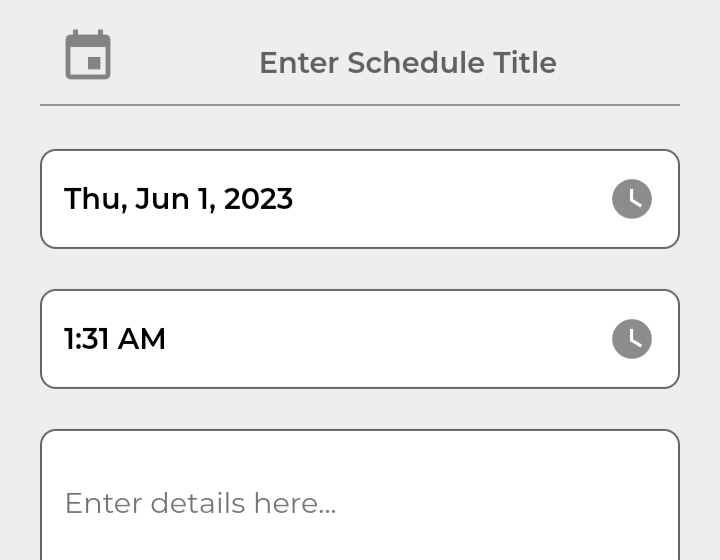 Enter Schedule Title
Thu, Jun 1, 2023
1:31 AM
Enter details here...